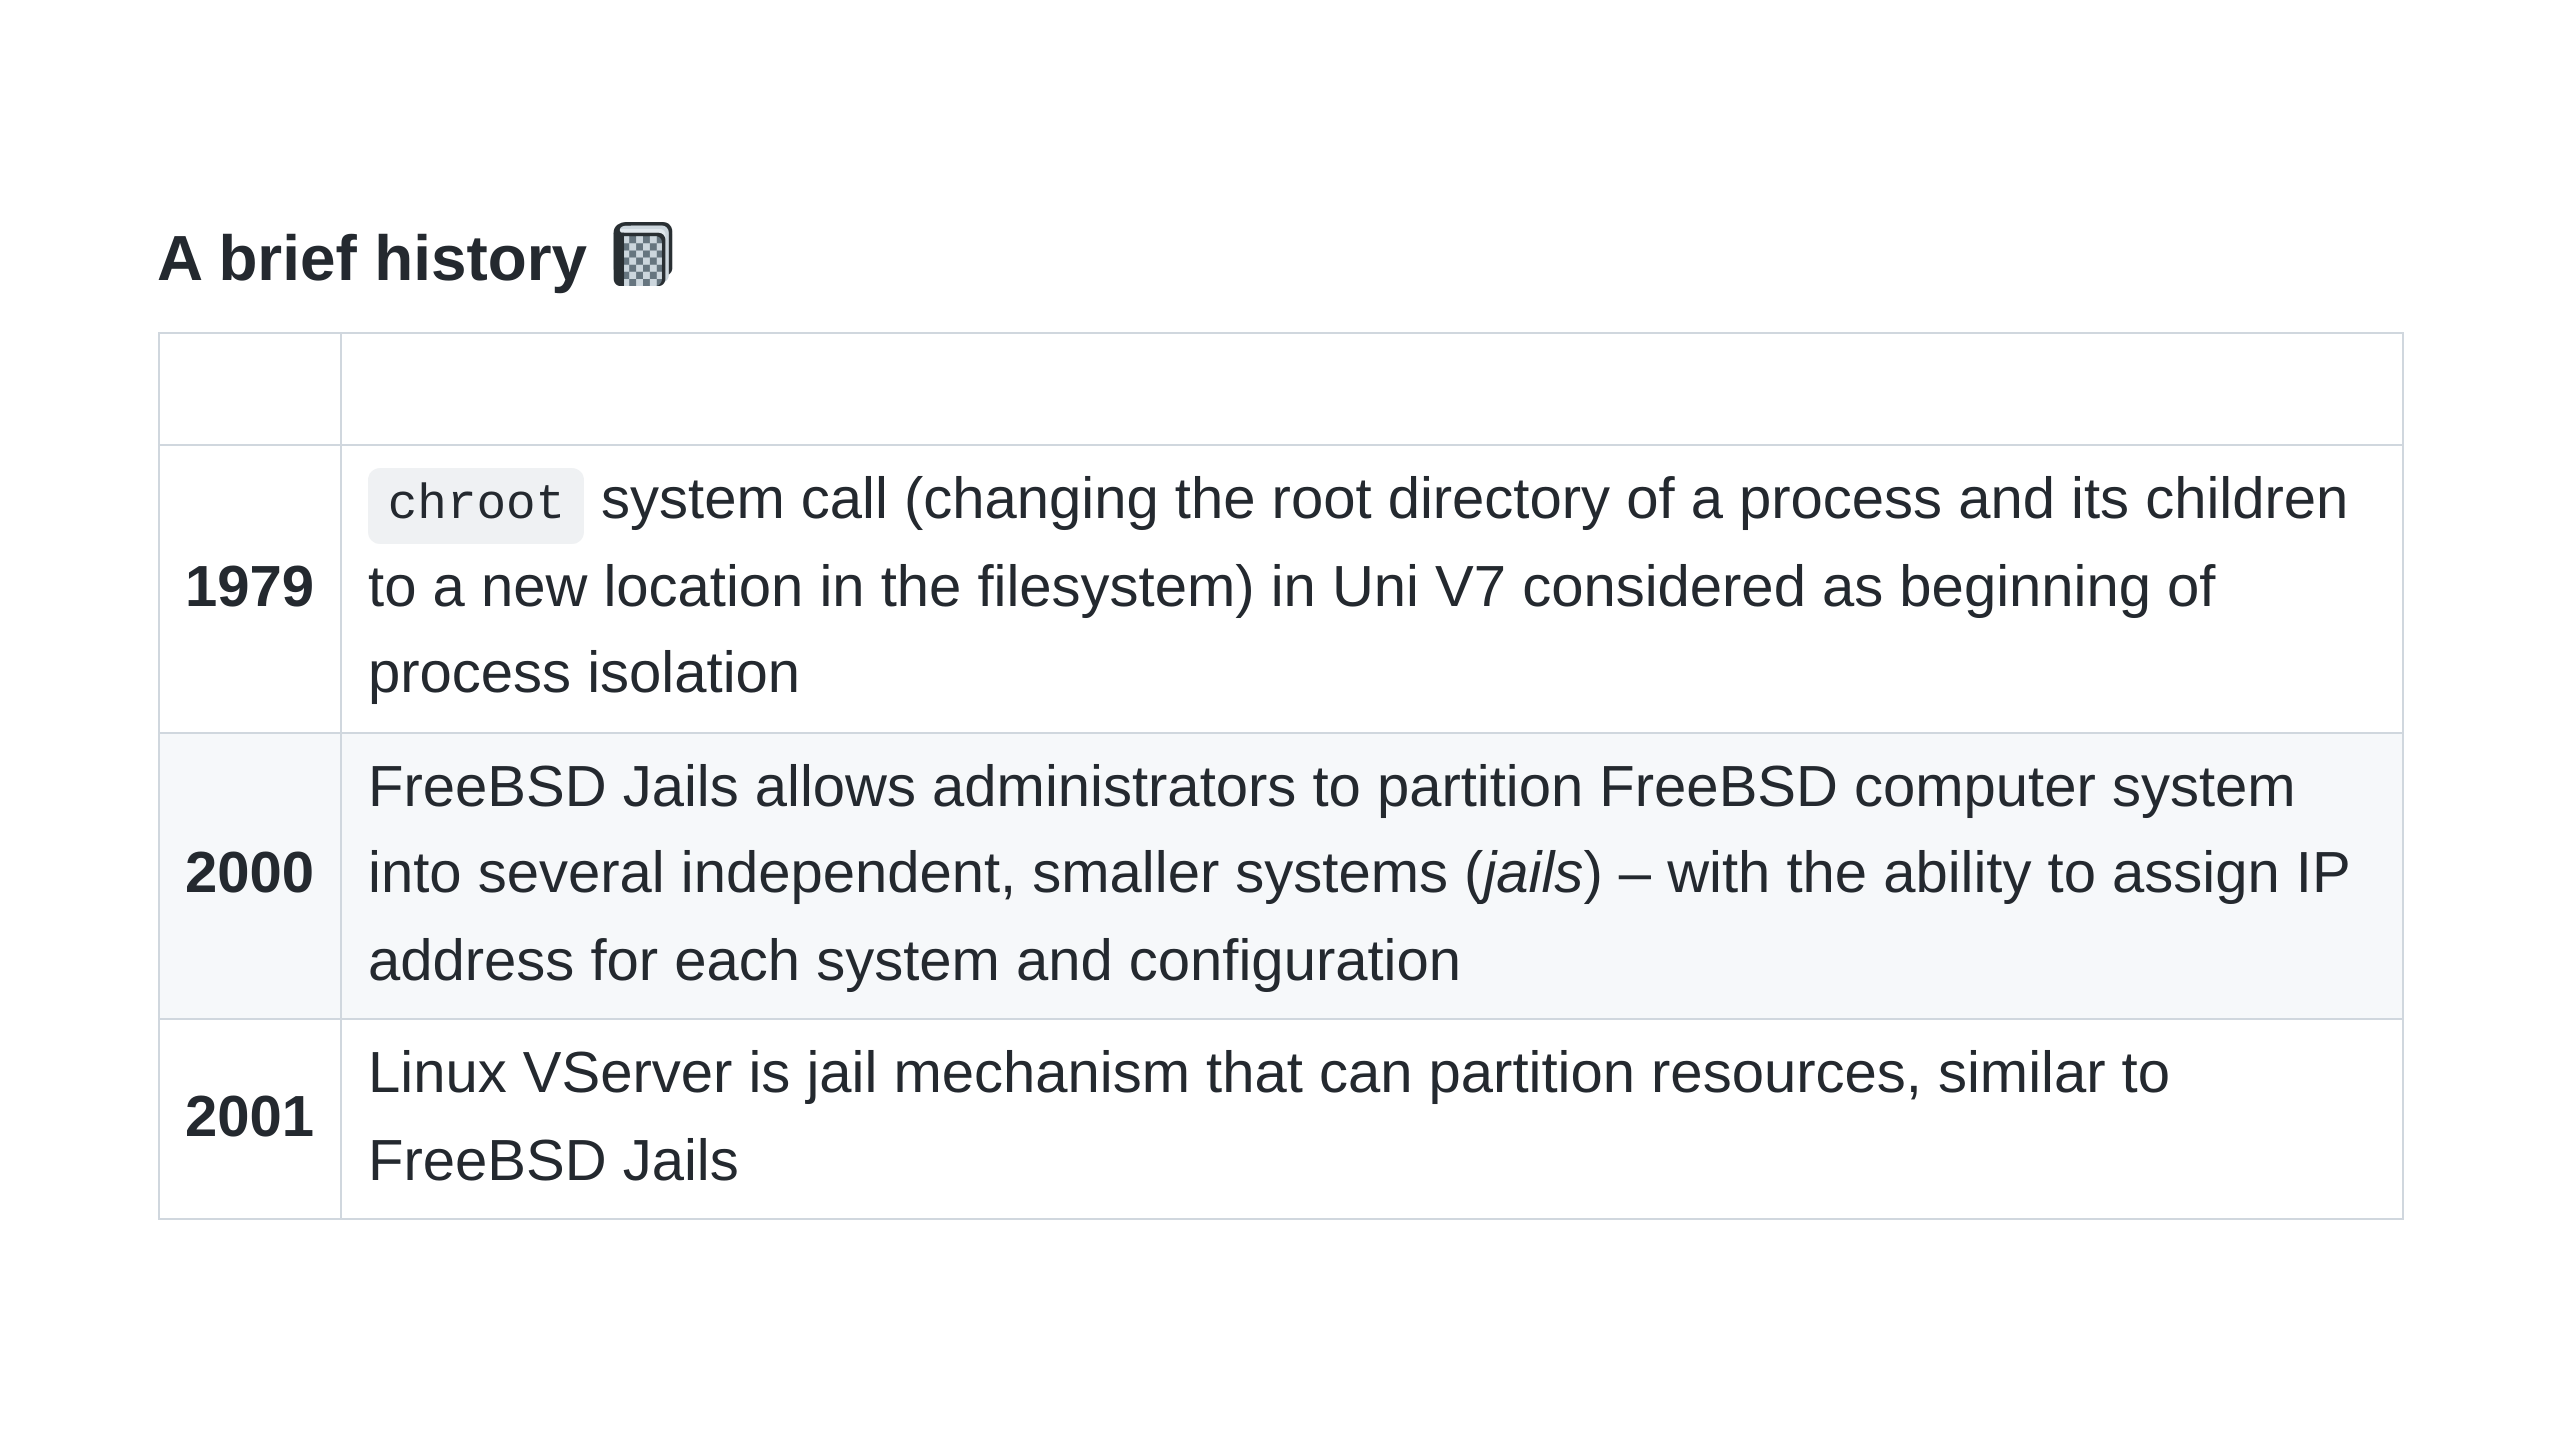 A brief history 📓
chroot system call (changing the root directory of a process and its children
1979
to a new location in the filesystem) in Uni V7 considered as beginning of
process isolation
FreeBSD Jails allows administrators to partition FreeBSD computer system
2000
into several independent, smaller systems (jails) – with the ability to assign IP
address for each system and configuration
2001
Linux VServer is jail mechanism that can partition resources, similar to
FreeBSD Jails